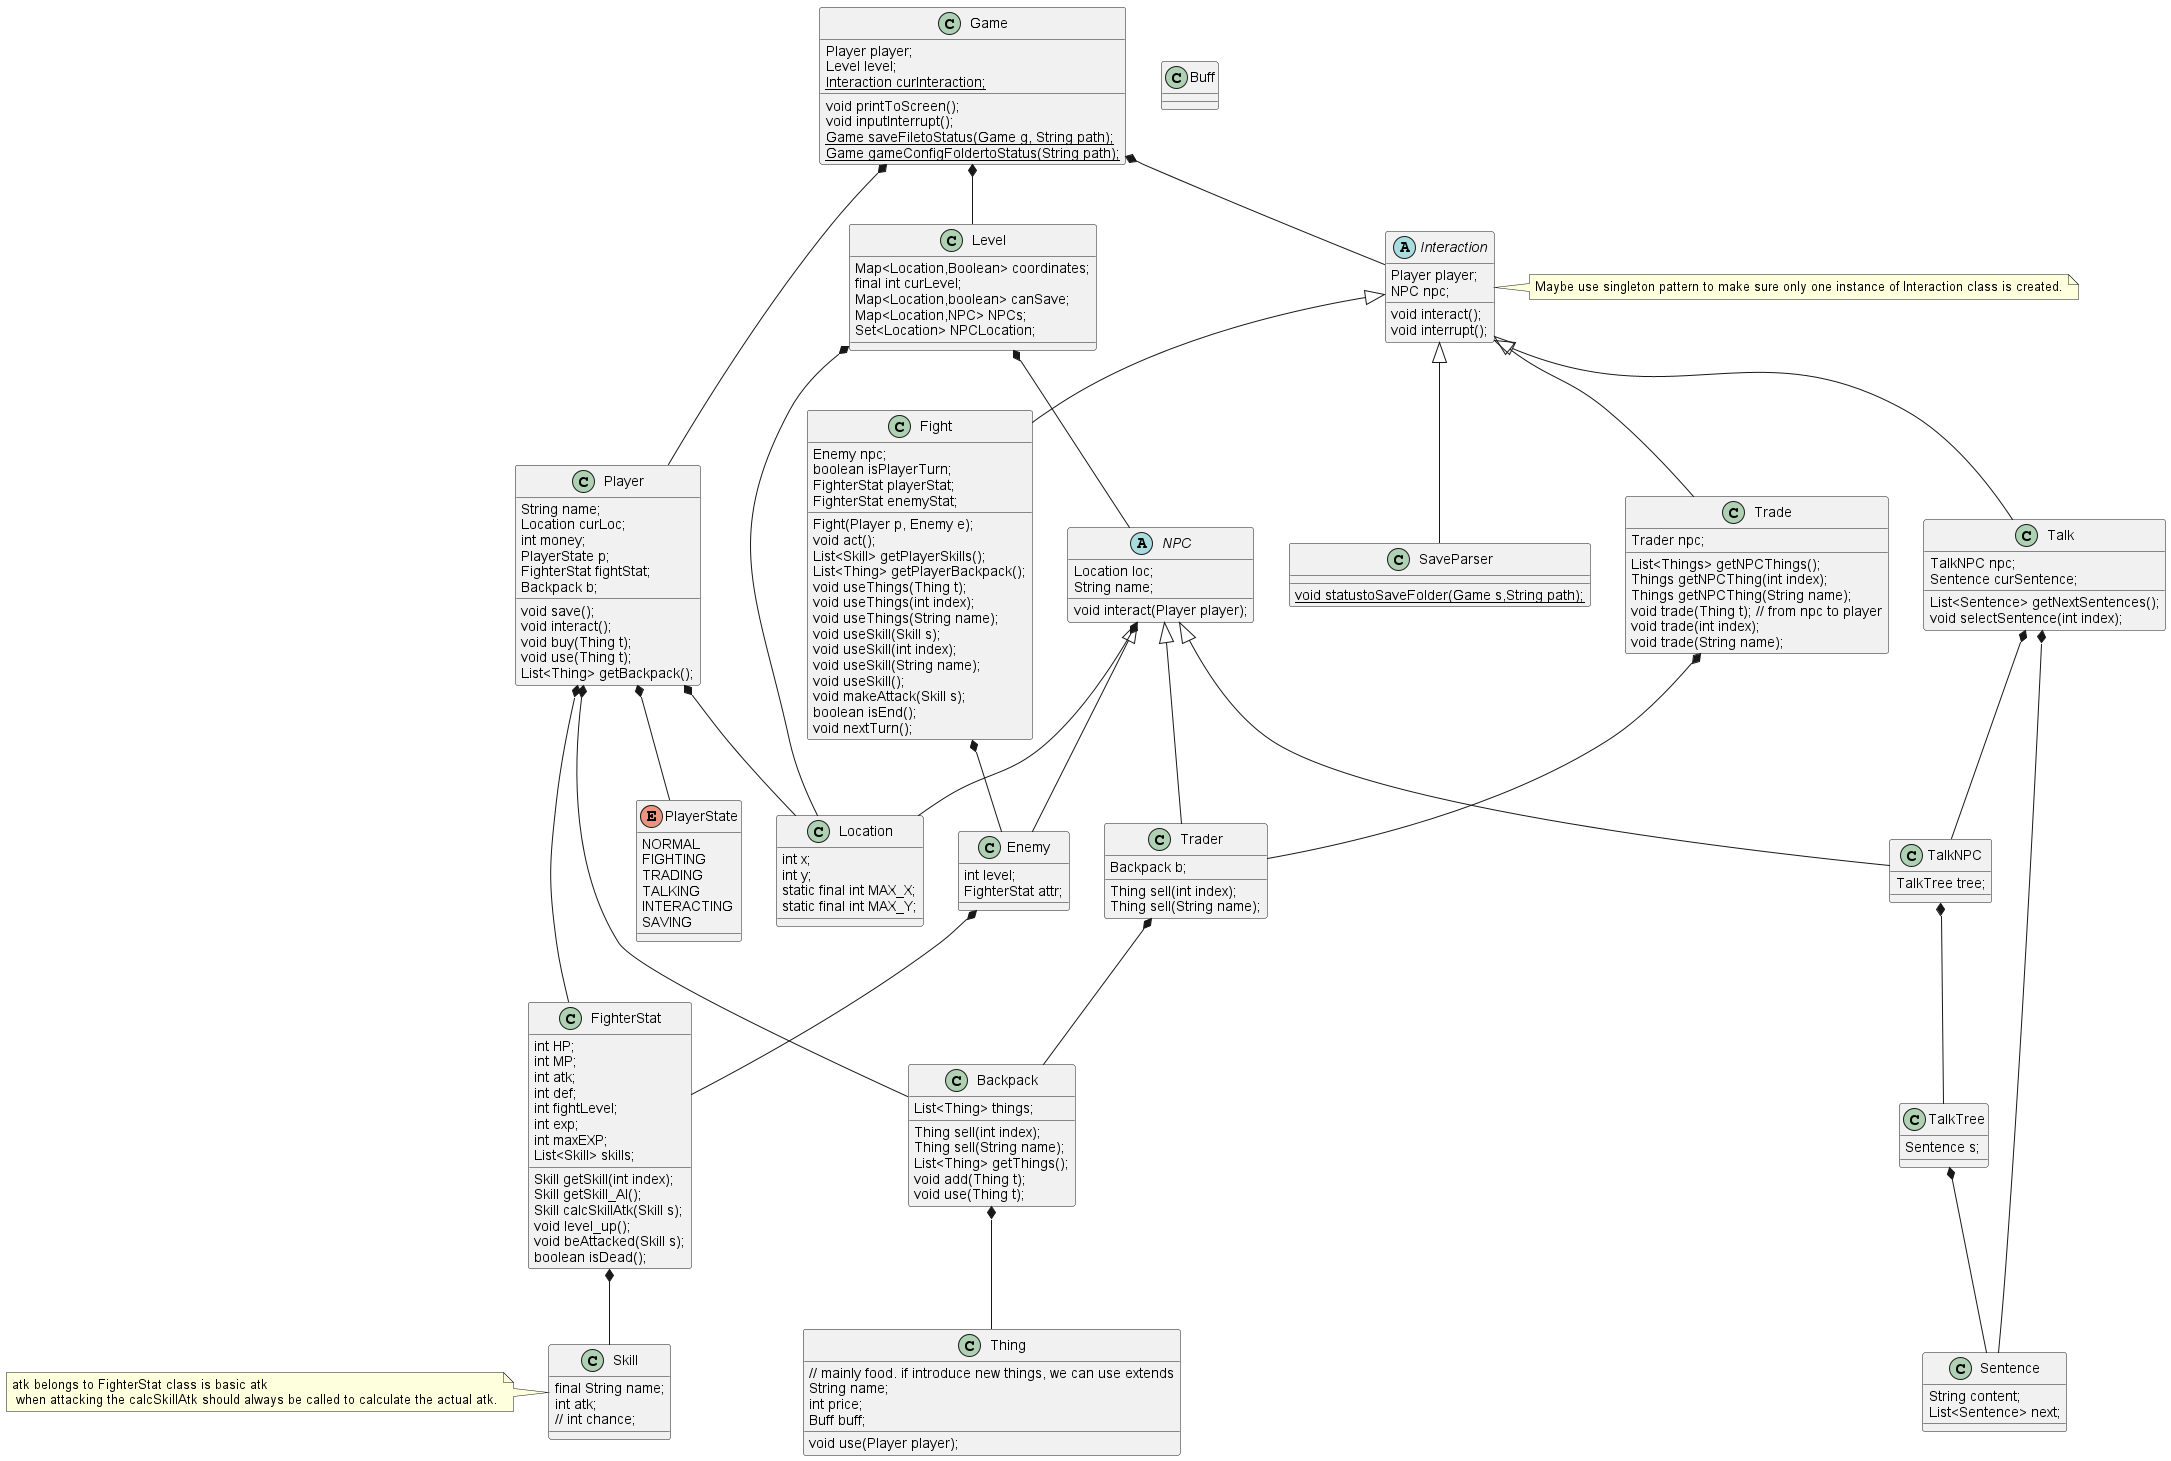 C Game
Player player;
Level level;
Interaction curInteraction;
void printToScreen();
void inputInterrupt();
Game saveFiletoStatus(Game g, String path);
Game gameConfigFoldertoStatus(String path);
C Buff
C Level
Map<Location,Boolean> coordinates;
final int curLevel;
Map<Location,boolean> canSave;
Map<Location,NPC> NPCs;
Set<Location> NPCLocation;
A Interaction
Player player;
NPC npc;
void interact();
void interrupt();
Maybe use singleton pattern to make sure only one instance of Interaction class is created.
C Fight
Enemy npc;
boolean isPlayerTurn;
FighterStat playerStat;
FighterStat enemyStat;
Fight(Player p, Enemy e);
void act();
List<Skill> getPlayerSkills();
List<Thing> getPlayerBackpack();
void useThings(Thing t);
void useThings(int index);
void useThings(String name);
void useSkill(Skill s);
void useSkill(int index);
void useSkill(String name);
void useSkill();
void makeAttack(Skill s);
boolean isEnd();
void nextTurn();
C Player
String name;
Location curLoc;
int money;
PlayerState p;
FighterStat fightStat;
Backpack b;
void save();
void interact();
void buy(Thing t);
void use(Thing t);
List<Thing> getBackpack();
A NPC
Location loc;
String name;
void interact(Player player);
C SaveParser
void statustoSaveFolder(Game s,String path);
C Trade
Trader npc;
List<Things> getNPCThings();
Things getNPCThing(int index);
Things getNPCThing(String name);
void trade(Thing t); // from npc to player
void trade(int index);
void trade(String name);
C Talk
TalkNPC npc;
Sentence curSentence;
List<Sentence> getNextSentences();
void selectSentence(int index);
E PlayerState
NORMAL
FIGHTING
TRADING
TALKING
INTERACTING
SAVING
C Location
int x;
int y;
static final int MAX_X;
static final int MAX_Y;
C Enemy
int level;
FighterStat attr;
C Trader
Backpack b;
Thing sell(int index);
Thing sell(String name);
C TalkNPC
TalkTree tree;
C FighterStat
int HP;
int MP;
int atk;
int def;
int fightLevel;
int exp;
int maxEXP;
List<Skill> skills;
Skill getSkill(int index);
Skill getSkill_AI();
Skill calcSkillAtk(Skill s);
void level_up();
void beAttacked(Skill s);
boolean isDead();
C Backpack
List<Thing> things;
Thing sell(int index);
Thing sell(String name);
List<Thing> getThings();
void add(Thing t);
void use(Thing t);
C TalkTree
Sentence s;
atk belongs to FighterStat class is basic atk
when attacking the calcSkillAtk should always be called to calculate the actual atk.
C Skill
final String name;
int atk;
// int chance;
C Thing
// mainly food. if introduce new things, we can use extends
String name;
int price;
Buff buff;
void use(Player player);
C Sentence
String content;
List<Sentence> next;